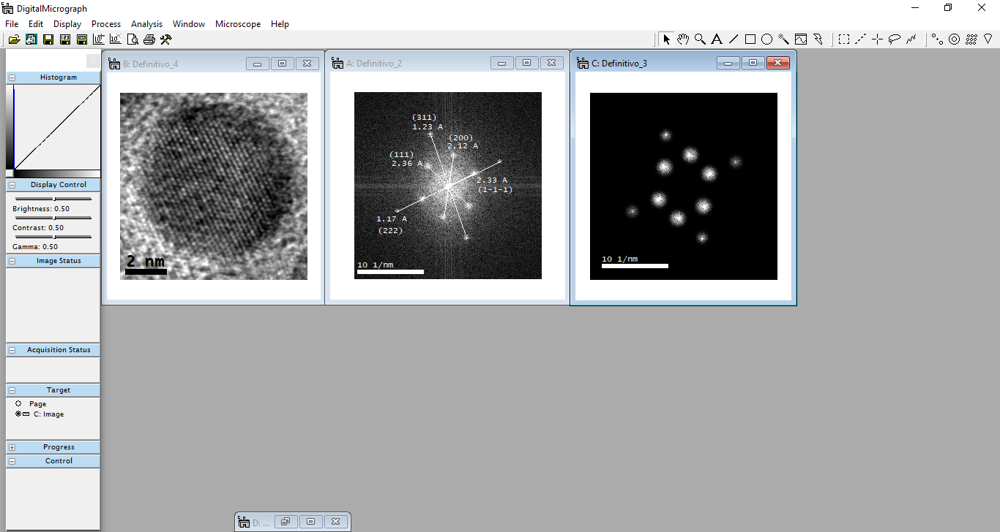 DigitalMicrograph
File Edit Display Process Analysis Window Microscope Help
Histogram
Display Control
Brightness: 0.50
Contrast: 0.50
Gamma: 0.50
Image Status
Acquisition Status
Target
Page
C: Image
Progress
Control
B: Definitivo_4
2 nm
A: Definitivo_2
(311)
1.23 A
(200)
2.12 A
(111)
2.36 A
2.33 A
(1-1-1)
1.17 A
(222)
10 1/nm
C: Definitivo_3
10 1/nm
D: ...